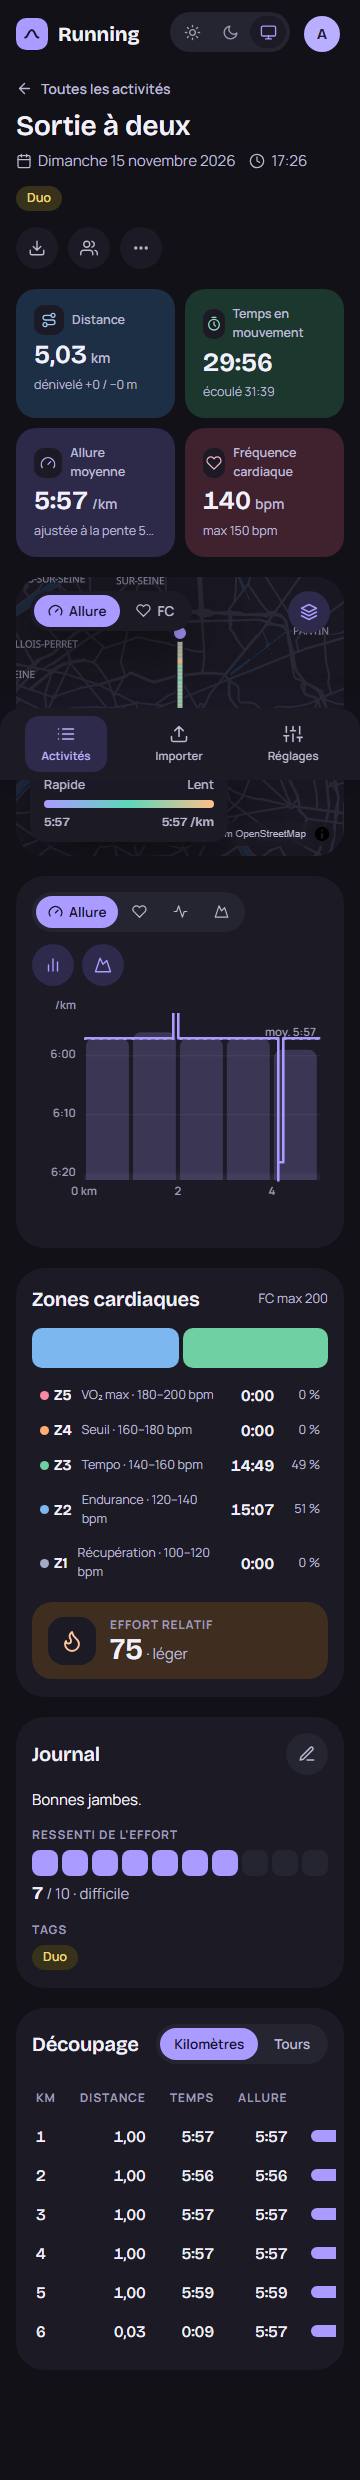 Running
A
Toutes les activités
Sortie à deux
Dimanche 15 novembre 2026 17:26
Duo
Distance
5,03 km
dénivelé +0 / −0 m
Temps en
mouvement
29:56
écoulé 31:39
Allure
moyenne
5:57 /km
ajustée à la pente 5...
Fréquence
cardiaque
140 bpm
max 150 bpm
-SUR-SEINE
SUR-SEINE
Allure FC
PANTIN
LLOIS-PERRET
EINE
Activités
Importer
Réglages
Rapide Lent
5:57 5:57 /km
OpenStreetMap
Allure
/km
moy. 5:57
6:00
6:10
6:20
0 km 2 4
Zones cardiaques FC max 200
Z5 VO₂ max · 180–200 bpm 0:00 0 %
Z4 Seuil · 160–180 bpm 0:00 0 %
Z3 Tempo · 140–160 bpm 14:49 49 %
Z2 Endurance · 120–140
bpm 15:07 51 %
Z1 Récupération · 100–120
bpm 0:00 0 %
EFFORT RELATIF
75 · léger
Journal
Bonnes jambes.
RESSENTI DE L'EFFORT
7 / 10 · difficile
TAGS
Duo
Découpage Kilomètres Tours
KM DISTANCE TEMPS ALLURE
1 1,00 5:57 5:57
2 1,00 5:56 5:56
3 1,00 5:57 5:57
4 1,00 5:57 5:57
5 1,00 5:59 5:59
6 0,03 0:09 5:57